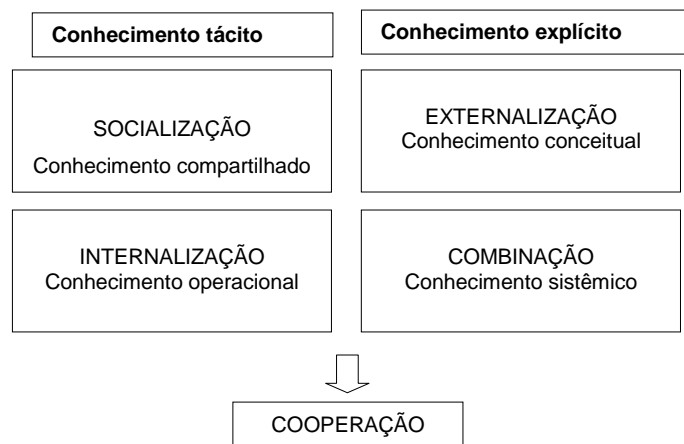 Conhecimento tácito
Conhecimento explícito
SOCIALIZAÇÃO
Conhecimento compartilhado
EXTERNALIZAÇÃO
Conhecimento conceitual
INTERNALIZAÇÃO
Conhecimento operacional
COMBINAÇÃO
Conhecimento sistêmico
COOPERAÇÃO